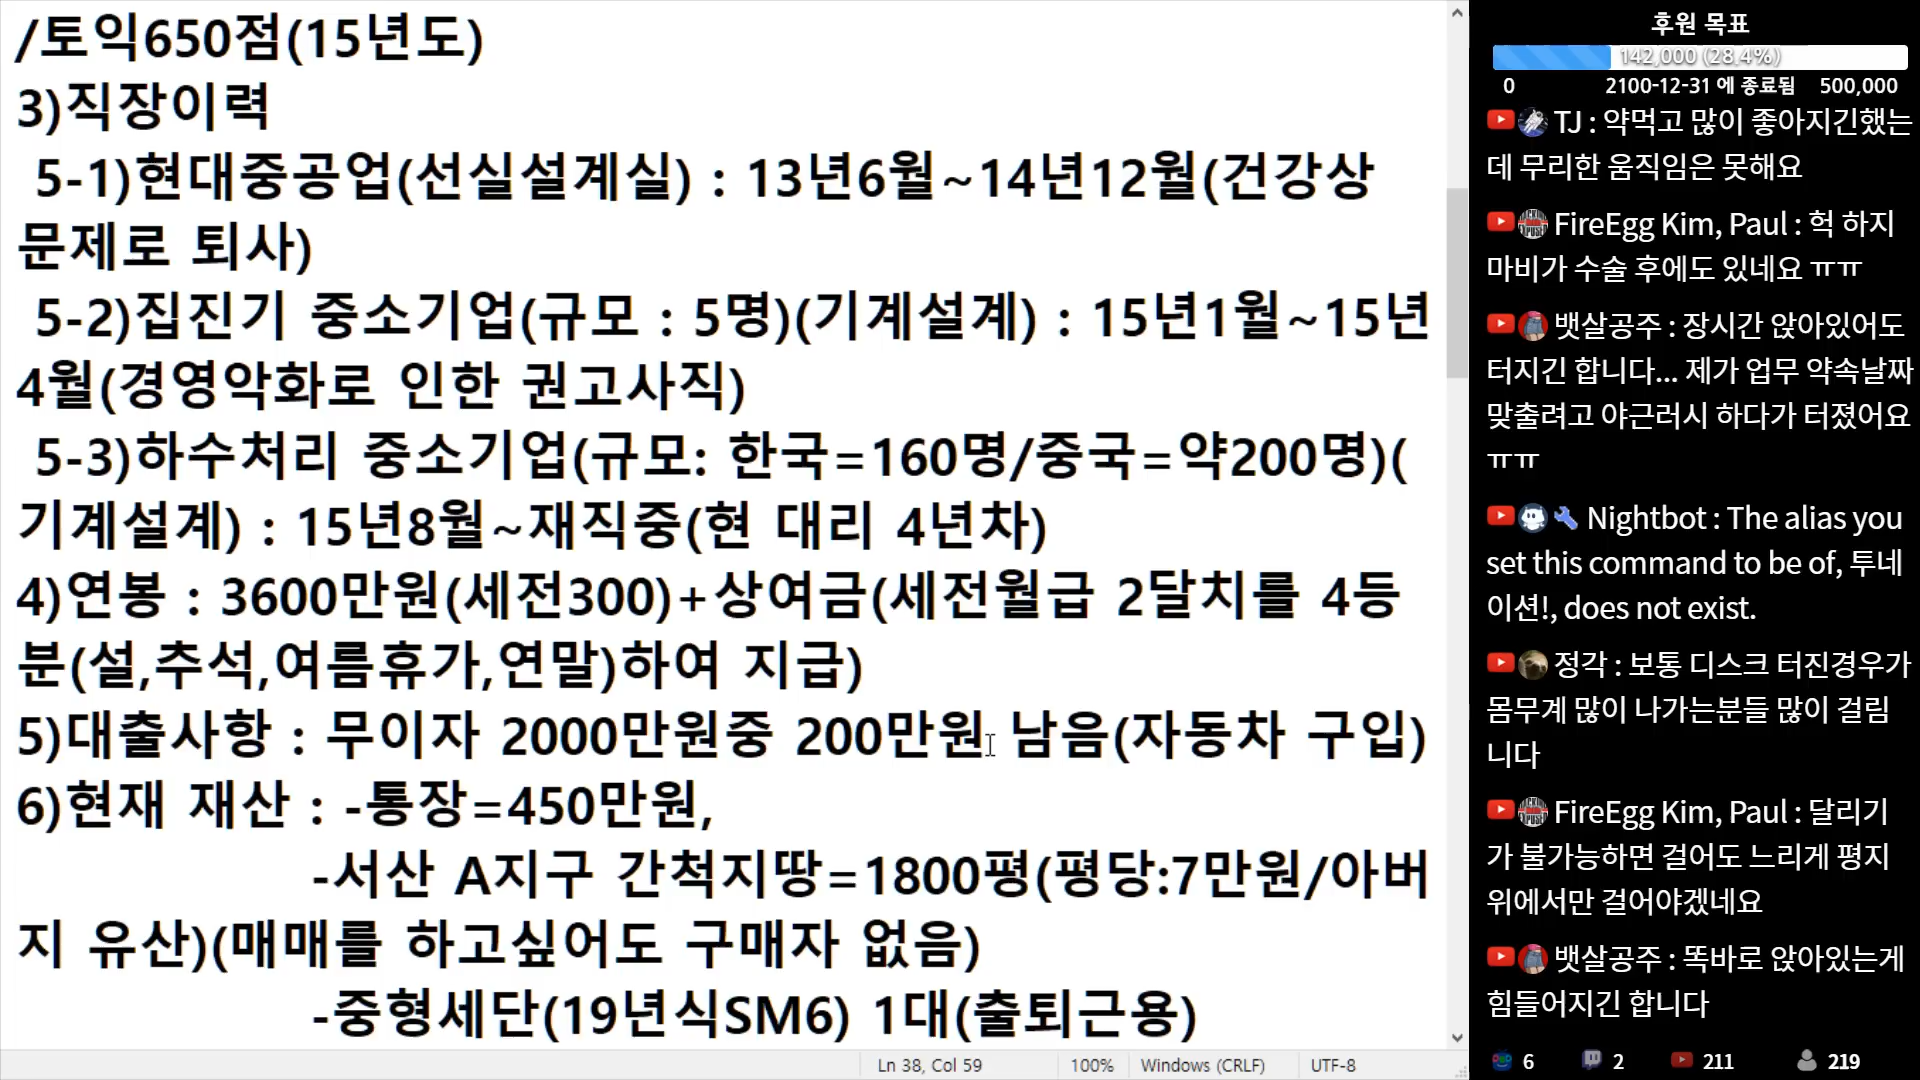 /토익650점(15년도)
3)직장이력
5-1)현대중공업(선실설계실) : 13년6월~14년12월(건강상
문제로 퇴사)
5-2)집진기 중소기업(규모 : 5명)(기계설계) : 15년1월~15년
4월(경영악화로 인한 권고사직)
5-3)하수처리 중소기업(규모: 한국=160명/중국=약200명)(
기계설계) : 15년8월~재직중(현 대리 4년차)
4)연봉 : 3600만원(세전300)+상여금(세전월급 2달치를 4등
분(설,추석,여름휴가,연말)하여 지급)
5)대출사항 : 무이자 2000만원중 200만원 남음(자동차 구입)
6)현재 재산 : -통장=450만원,
-서산 A지구 간척지땅=1800평(평당:7만원/아버
지 유산)(매매를 하고싶어도 구매자 없음)
-중형세단(19년식SM6) 1대(출퇴근용)
Ln 38, Col 59 100% Windows (CRLF) UTF-8
후원 목표
142,000 (28.4%)
0 2100-12-31 에 종료됨 500,000
TJ : 약먹고 많이 좋아지긴했는
데 무리한 움직임은 못해요
FireEgg Kim, Paul : 헉 하지
마비가 수술 후에도 있네요 ㅠㅠ
뱃살공주 : 장시간 앉아있어도
터지긴 합니다... 제가 업무 약속날짜
맞출려고 야근러시 하다가 터졌어요
ㅠㅠ
Nightbot : The alias you
set this command to be of, 투네
이션!, does not exist.
정각 : 보통 디스크 터진경우가
몸무계 많이 나가는분들 많이 걸립
니다
FireEgg Kim, Paul : 달리기
가 불가능하면 걸어도 느리게 평지
위에서만 걸어야겠네요
뱃살공주 : 똑바로 앉아있는게
힘들어지긴 합니다
6 2 211 219